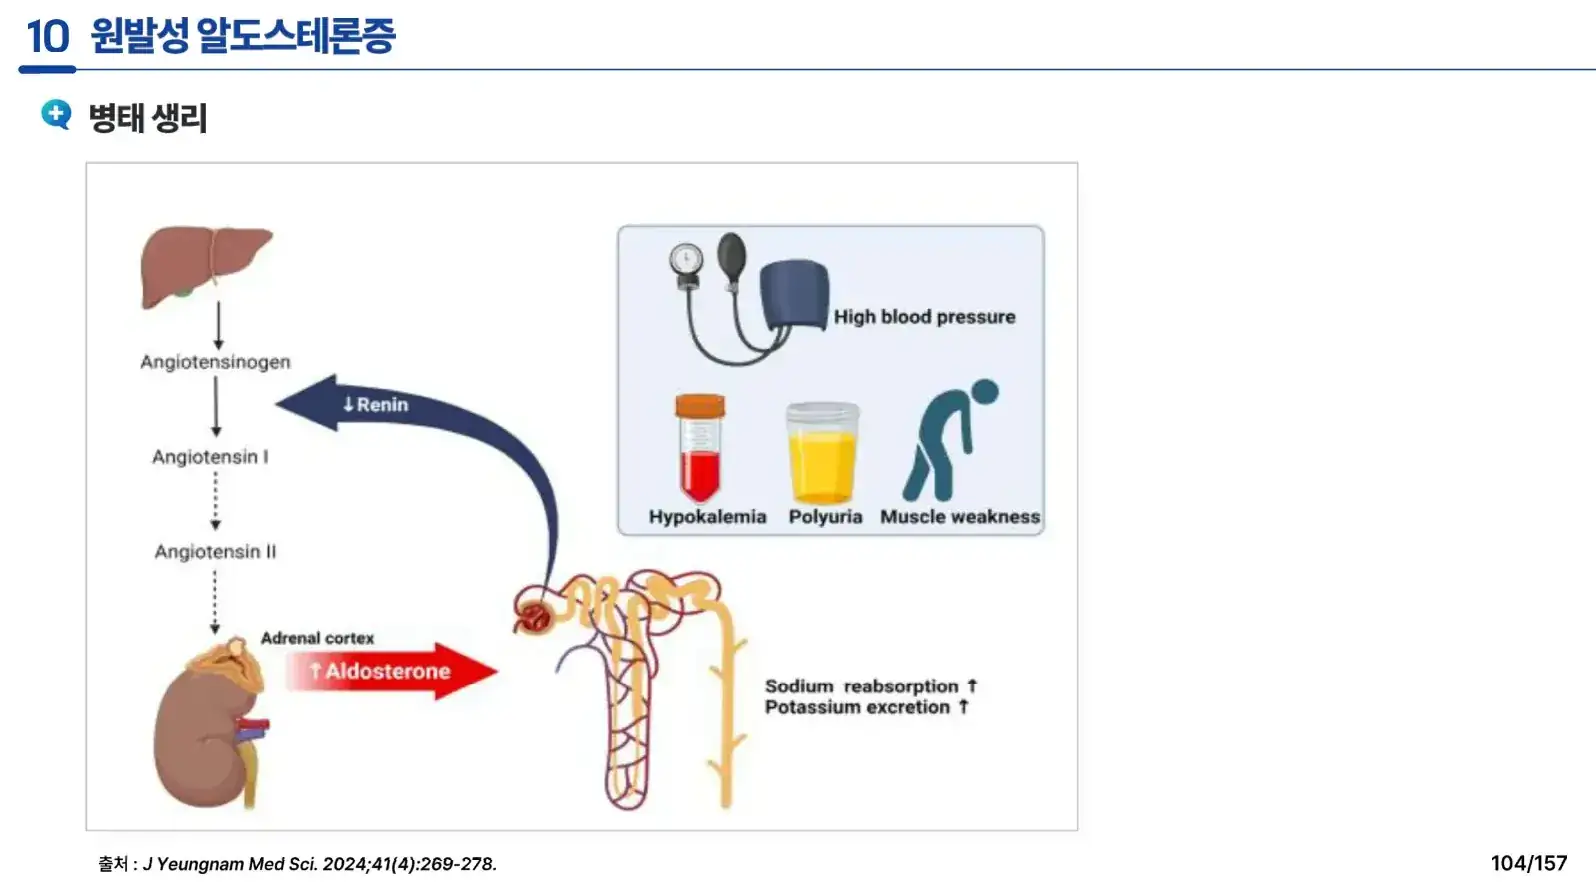 10 원발성 알도스테론증
병태 생리
Angiotensinogen
↓Renin
Angiotensin I
Angiotensin II
Adrenal cortex
↑Aldosterone
High blood pressure
Hypokalemia
Polyuria
Muscle weakness
Sodium reabsorption ↑
Potassium excretion ↑
출처 : J Yeungnam Med Sci. 2024;41(4):269-278.
104/157